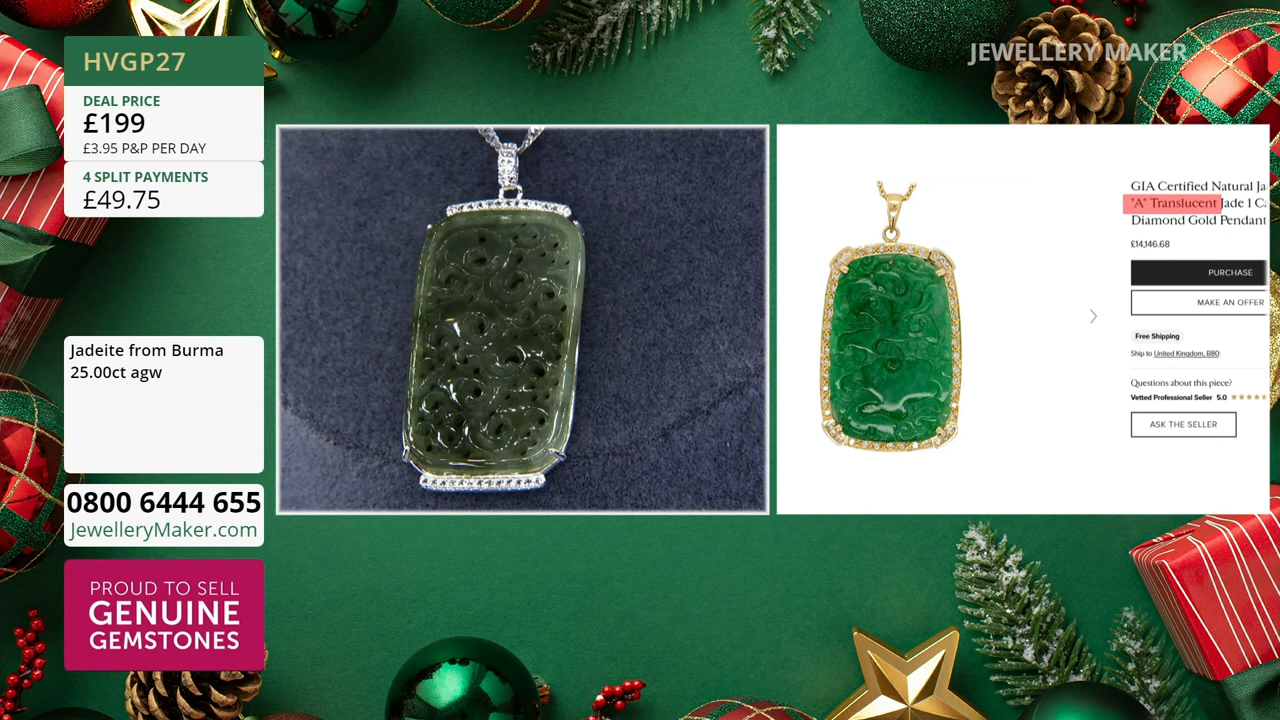 HVGP27
DEAL PRICE
£199
£3.95 P&P PER DAY
4 SPLIT PAYMENTS
£49.75
Jadeite from Burma
25.00ct agw
0800 6444 655
JewelleryMaker.com
PROUD TO SELL
GENUINE
GEMSTONES
JEWELLERY MAKER
GIA Certified Natural
"A" Translucent Jade 1
Diamond Gold Pendant
£14,146.68
PURCHASE
MAKE AN OFFER
Free Shipping
Ship to United Kingdom, B80
Questions about this piece?
Vetted Professional Seller 5.0
ASK THE SELLER